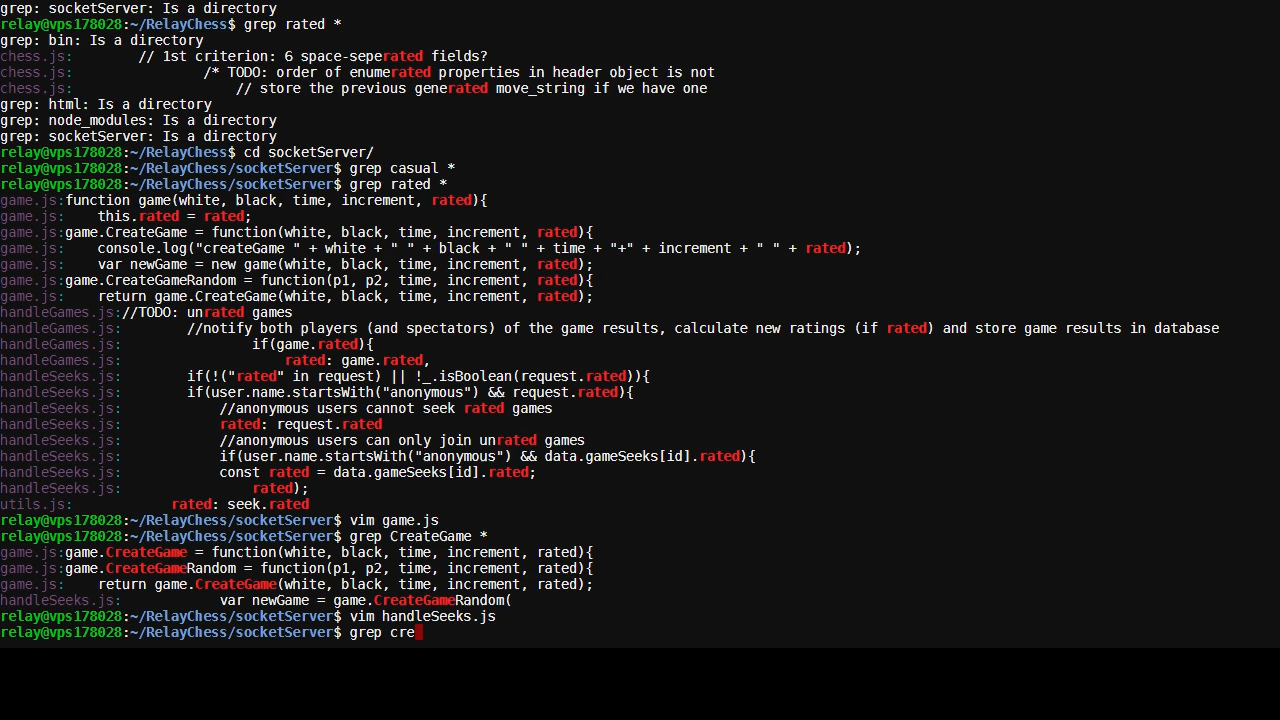 grep: socketServer: Is a directory
relay@vps178028:~/RelayChess$ grep rated *
grep: bin: Is a directory
chess.js:        // 1st criterion: 6 space-seperated fields?
chess.js:                /* TODO: order of enumerated properties in header object is not
chess.js:                    // store the previous generated move_string if we have one
grep: html: Is a directory
grep: node_modules: Is a directory
grep: socketServer: Is a directory
relay@vps178028:~/RelayChess$ cd socketServer/
relay@vps178028:~/RelayChess/socketServer$ grep casual *
relay@vps178028:~/RelayChess/socketServer$ grep rated *
game.js:function game(white, black, time, increment, rated){
game.js:    this.rated = rated;
game.js:game.CreateGame = function(white, black, time, increment, rated){
game.js:    console.log("createGame " + white + " " + black + " " + time + "+" + increment + " " + rated);
game.js:    var newGame = new game(white, black, time, increment, rated);
game.js:game.CreateGameRandom = function(p1, p2, time, increment, rated){
game.js:    return game.CreateGame(white, black, time, increment, rated);
handleGames.js://TODO: unrated games
handleGames.js:        //notify both players (and spectators) of the game results, calculate new ratings (if rated) and store game results in database
handleGames.js:                if(game.rated){
handleGames.js:                    rated: game.rated,
handleSeeks.js:        if(!("rated" in request) || !_.isBoolean(request.rated)){
handleSeeks.js:        if(user.name.startsWith("anonymous") && request.rated){
handleSeeks.js:            //anonymous users cannot seek rated games
handleSeeks.js:            rated: request.rated
handleSeeks.js:            //anonymous users can only join unrated games
handleSeeks.js:            if(user.name.startsWith("anonymous") && data.gameSeeks[id].rated){
handleSeeks.js:            const rated = data.gameSeeks[id].rated;
handleSeeks.js:                rated);
utils.js:            rated: seek.rated
relay@vps178028:~/RelayChess/socketServer$ vim game.js
relay@vps178028:~/RelayChess/socketServer$ grep CreateGame *
game.js:game.CreateGame = function(white, black, time, increment, rated){
game.js:game.CreateGameRandom = function(p1, p2, time, increment, rated){
game.js:    return game.CreateGame(white, black, time, increment, rated);
handleSeeks.js:            var newGame = game.CreateGameRandom(
relay@vps178028:~/RelayChess/socketServer$ vim handleSeeks.js
relay@vps178028:~/RelayChess/socketServer$ grep cre